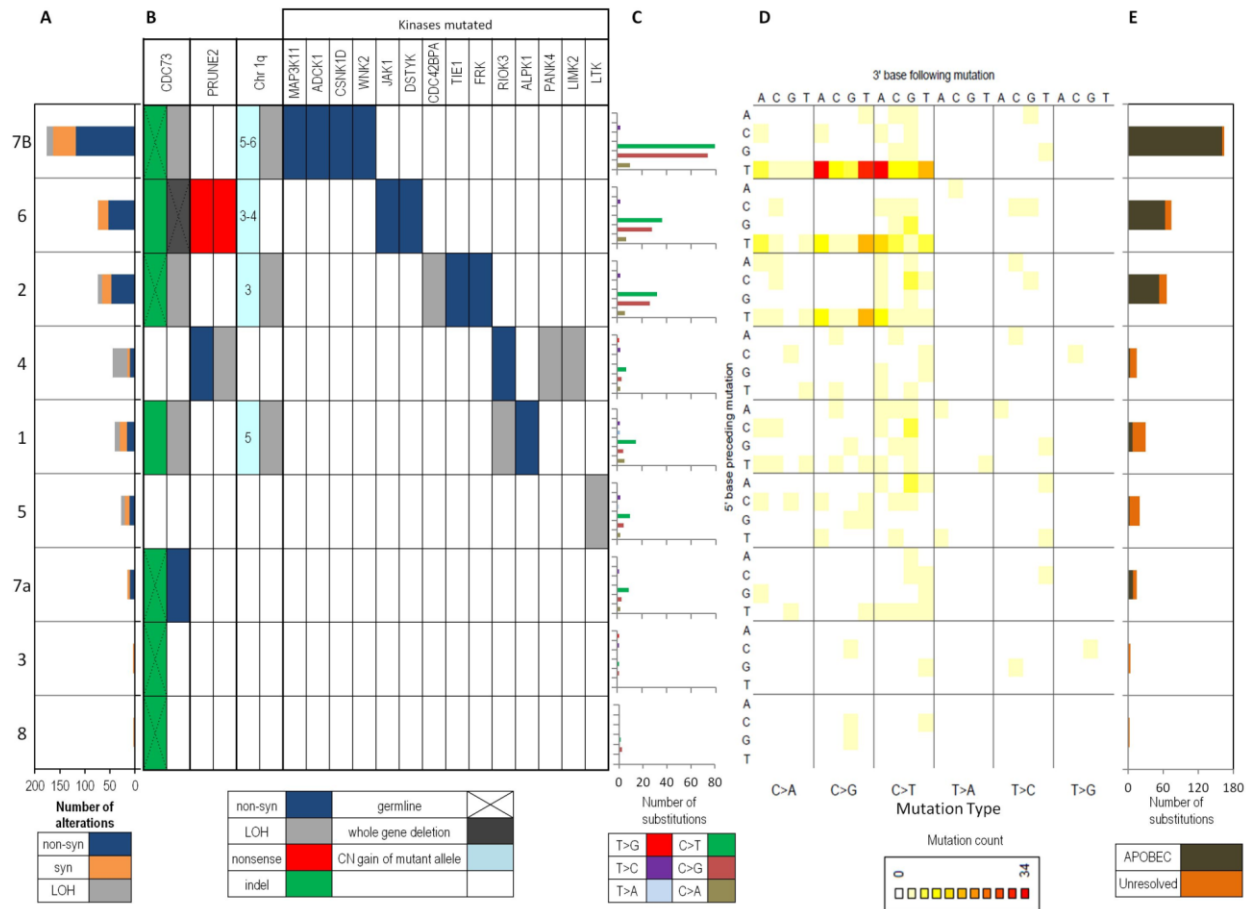 A
B
C
D
E
Kinases mutated
CDC73
PRUNE2
Chr 1q
MAP3K11
ADCK1
CSNK1D
WNK2
JAK1
DSTYK
CDC42BPA
TIE1
FRK
RIOK3
ALPK1
PANK4
LIMK2
LTK
3' base following mutation
A C G T A C G T A C G T A C G T A C G T A C G T
5' base preceding mutation
7B
5-6
A
C
G
T
6
3-4
A
C
G
T
2
3
A
C
G
T
4
A
C
G
T
1
5
A
C
G
T
5
A
C
G
T
7a
A
C
G
T
3
A
C
G
T
8
A
C
G
T
200 150 100 50 0
Number of alterations
non-syn
syn
LOH
non-syn
germline
LOH
whole gene deletion
nonsense
CN gain of mutant allele
indel
0 20 40 60 80
Number of substitutions
T>G
C>T
T>C
C>G
T>A
C>A
C>A C>G C>T T>A T>C T>G
Mutation Type
Mutation count
0
34
0 60 120 180
Number of substitutions
APOBEC
Unresolved